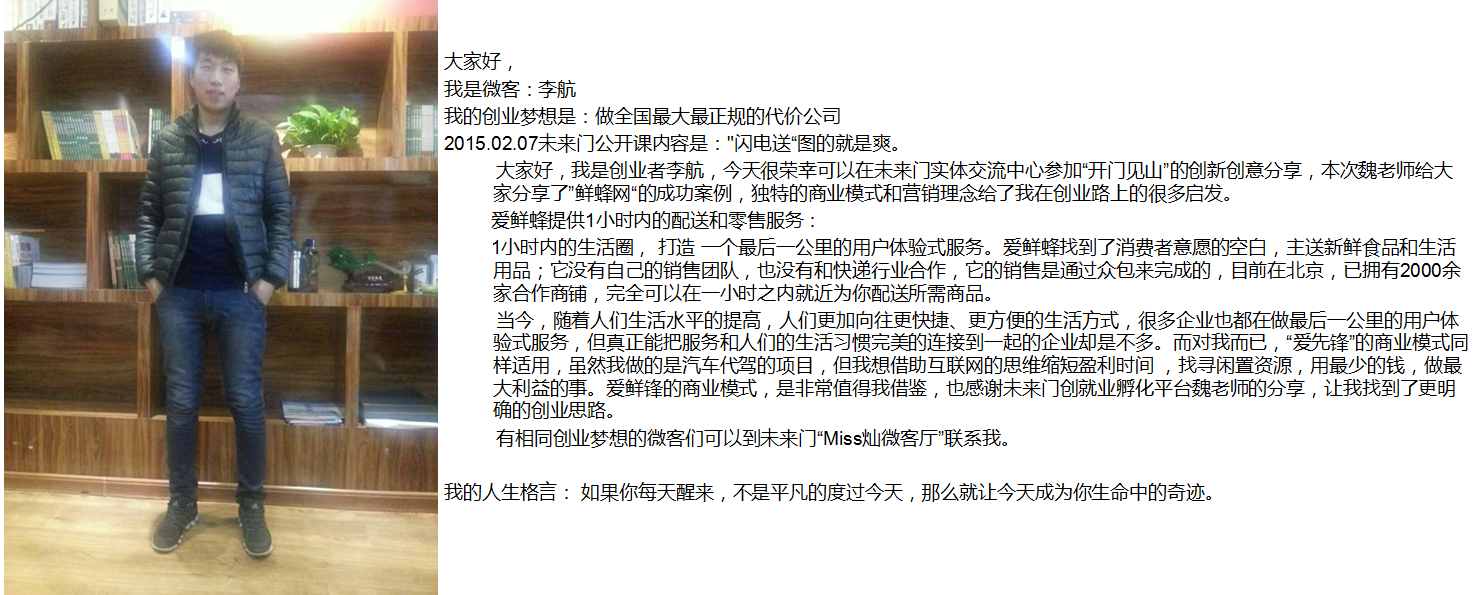 大家好，
我是微客：李航
我的创业梦想是：做全国最大最正规的代价公司
2015.02.07未来门公开课内容是："闪电送“图的就是爽。
大家好，我是创业者李航，今天很荣幸可以在未来门实体交流中心参加“开门见山”的创新创意分享，本次魏老师给大
家分享了”鲜蜂网“的成功案例，独特的商业模式和营销理念给了我在创业路上的很多启发。
爱鲜蜂提供1小时内的配送和零售服务：
1小时内的生活圈， 打造 一个最后一公里的用户体验式服务。爱鲜蜂找到了消费者意愿的空白，主送新鲜食品和生活
用品；它没有自己的销售团队，也没有和快递行业合作，它的销售是通过众包来完成的，目前在北京，已拥有2000余
家合作商铺，完全可以在一小时之内就近为你配送所需商品。
当今，随着人们生活水平的提高，人们更加向往更快捷、更方便的生活方式，很多企业也都在做最后一公里的用户体
验式服务，但真正能把服务和人们的生活习惯完美的连接到一起的企业却是不多。而对我而已，“爱先锋”的商业模式同
样适用，虽然我做的是汽车代驾的项目，但我想借助互联网的思维缩短盈利时间 ，找寻闲置资源，用最少的钱，做最
大利益的事。爱鲜锋的商业模式，是非常值得我借鉴，也感谢未来门创就业孵化平台魏老师的分享，让我找到了更明
确的创业思路。
有相同创业梦想的微客们可以到未来门“Miss灿微客厅”联系我。
我的人生格言： 如果你每天醒来，不是平凡的度过今天，那么就让今天成为你生命中的奇迹。